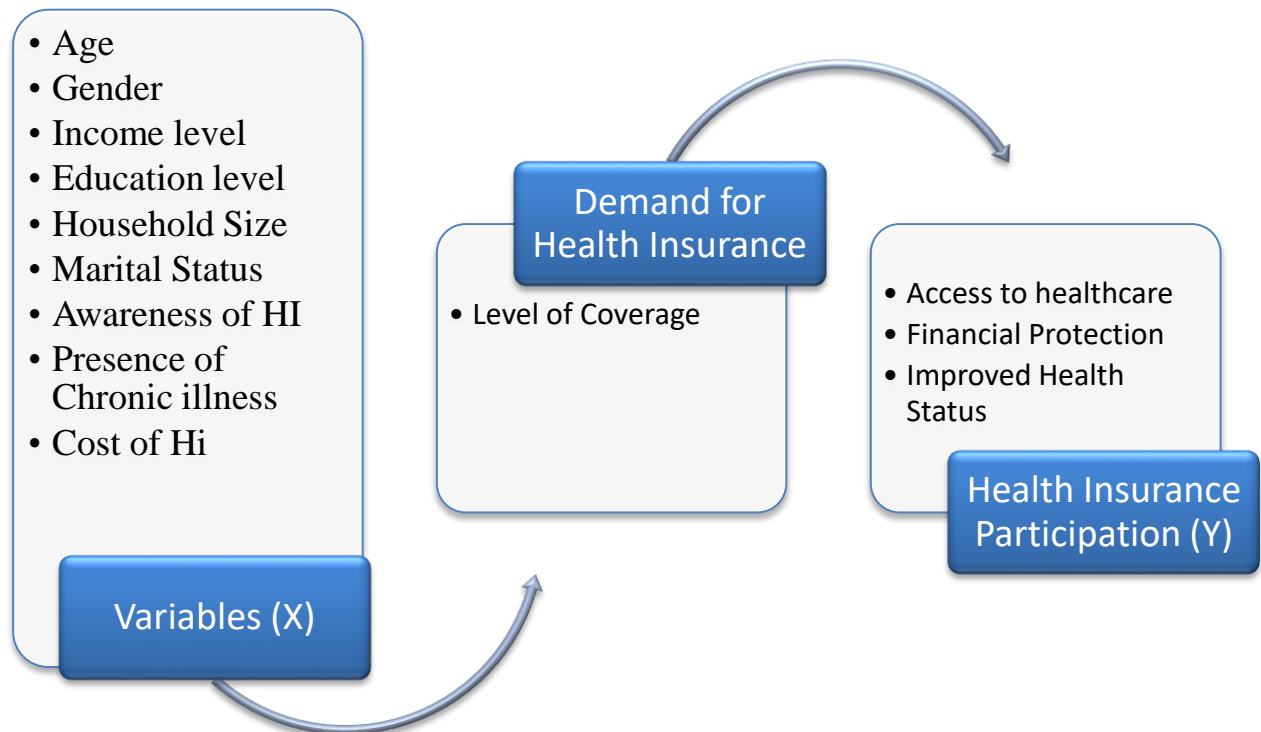 • Age
• Gender
• Income level
• Education level
• Household Size
• Marital Status
• Awareness of HI
• Presence of
Chronic illness
• Cost of Hi
Variables (X)
Demand for
Health Insurance
• Level of Coverage
• Access to healthcare
• Financial Protection
• Improved Health
Status
Health Insurance
Participation (Y)